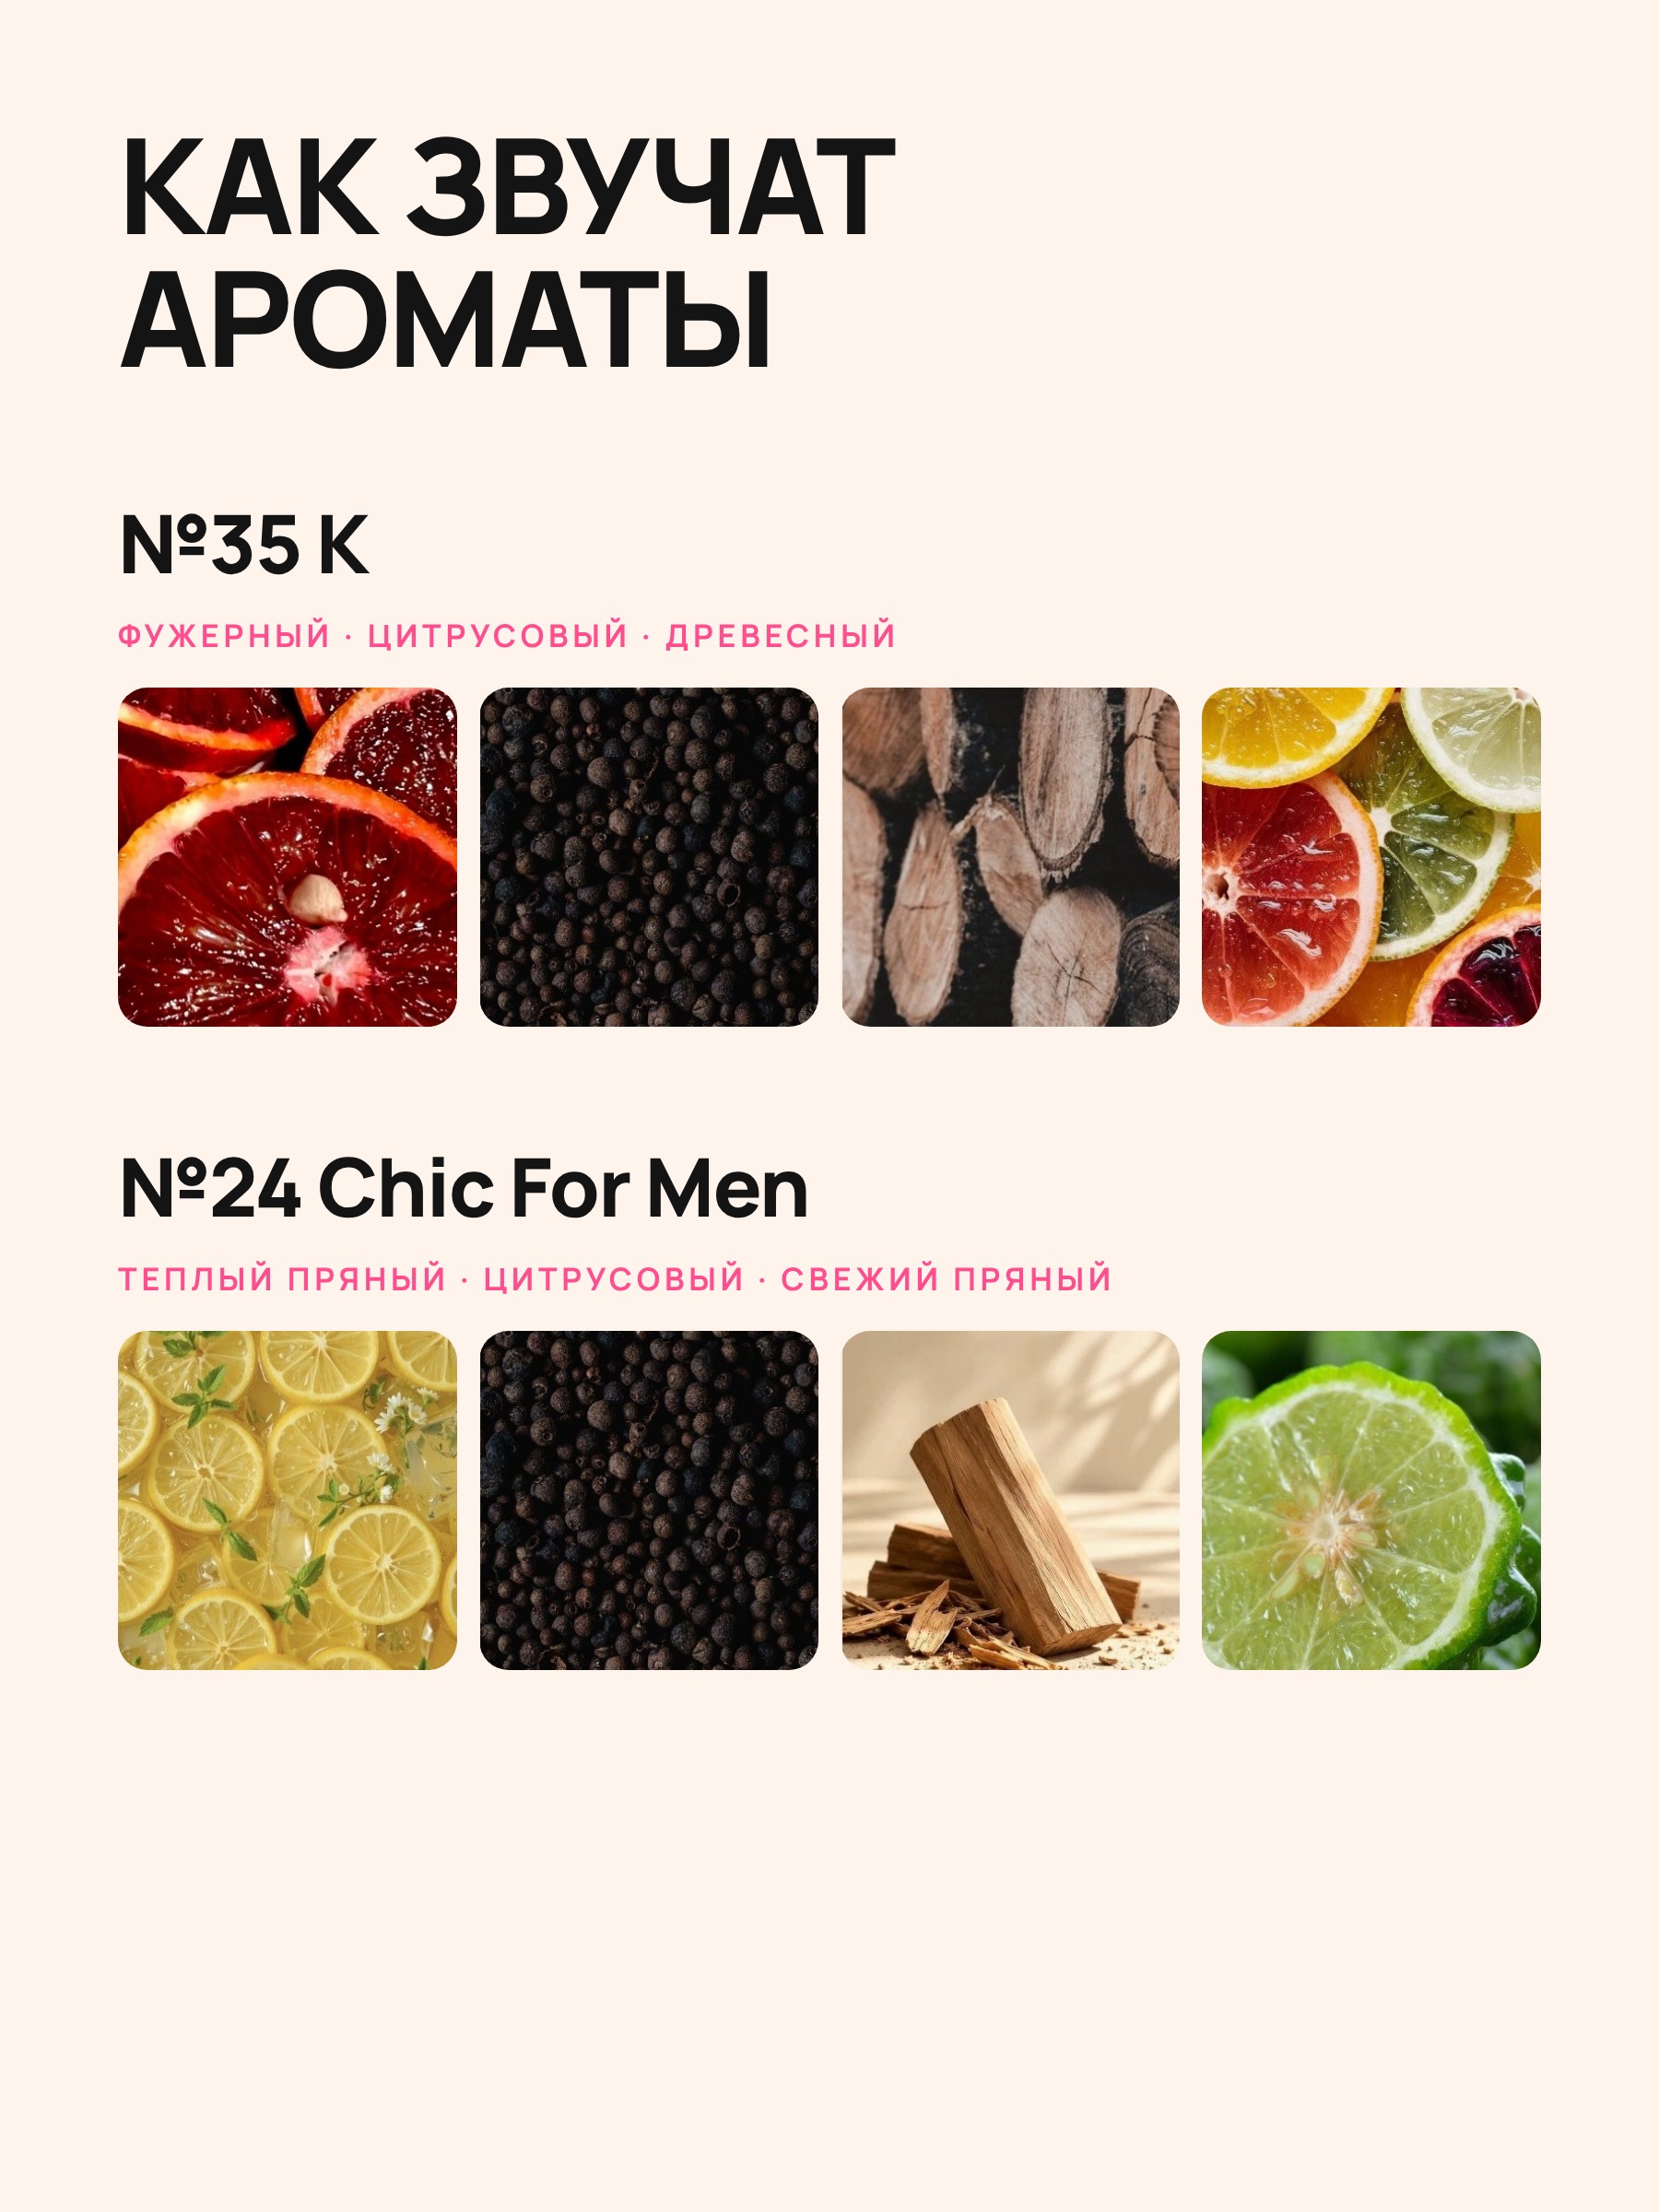 КАК ЗВУЧАТ
АРОМАТЫ
№35 K
ФУЖЕРНЫЙ · ЦИТРУСОВЫЙ · ДРЕВЕСНЫЙ
№24 Chic For Men
ТЕПЛЫЙ ПРЯНЫЙ · ЦИТРУСОВЫЙ · СВЕЖИЙ ПРЯНЫЙ